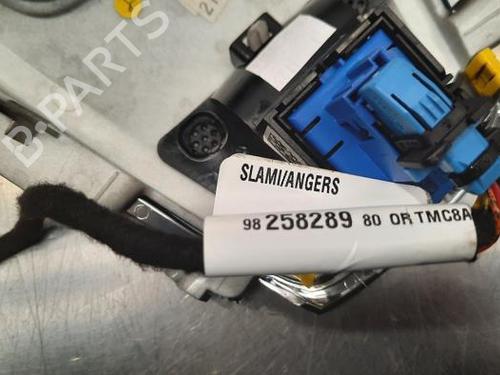 B-PARTS
SLAMI/ANGERS
98 258289 80 OR TMC8A